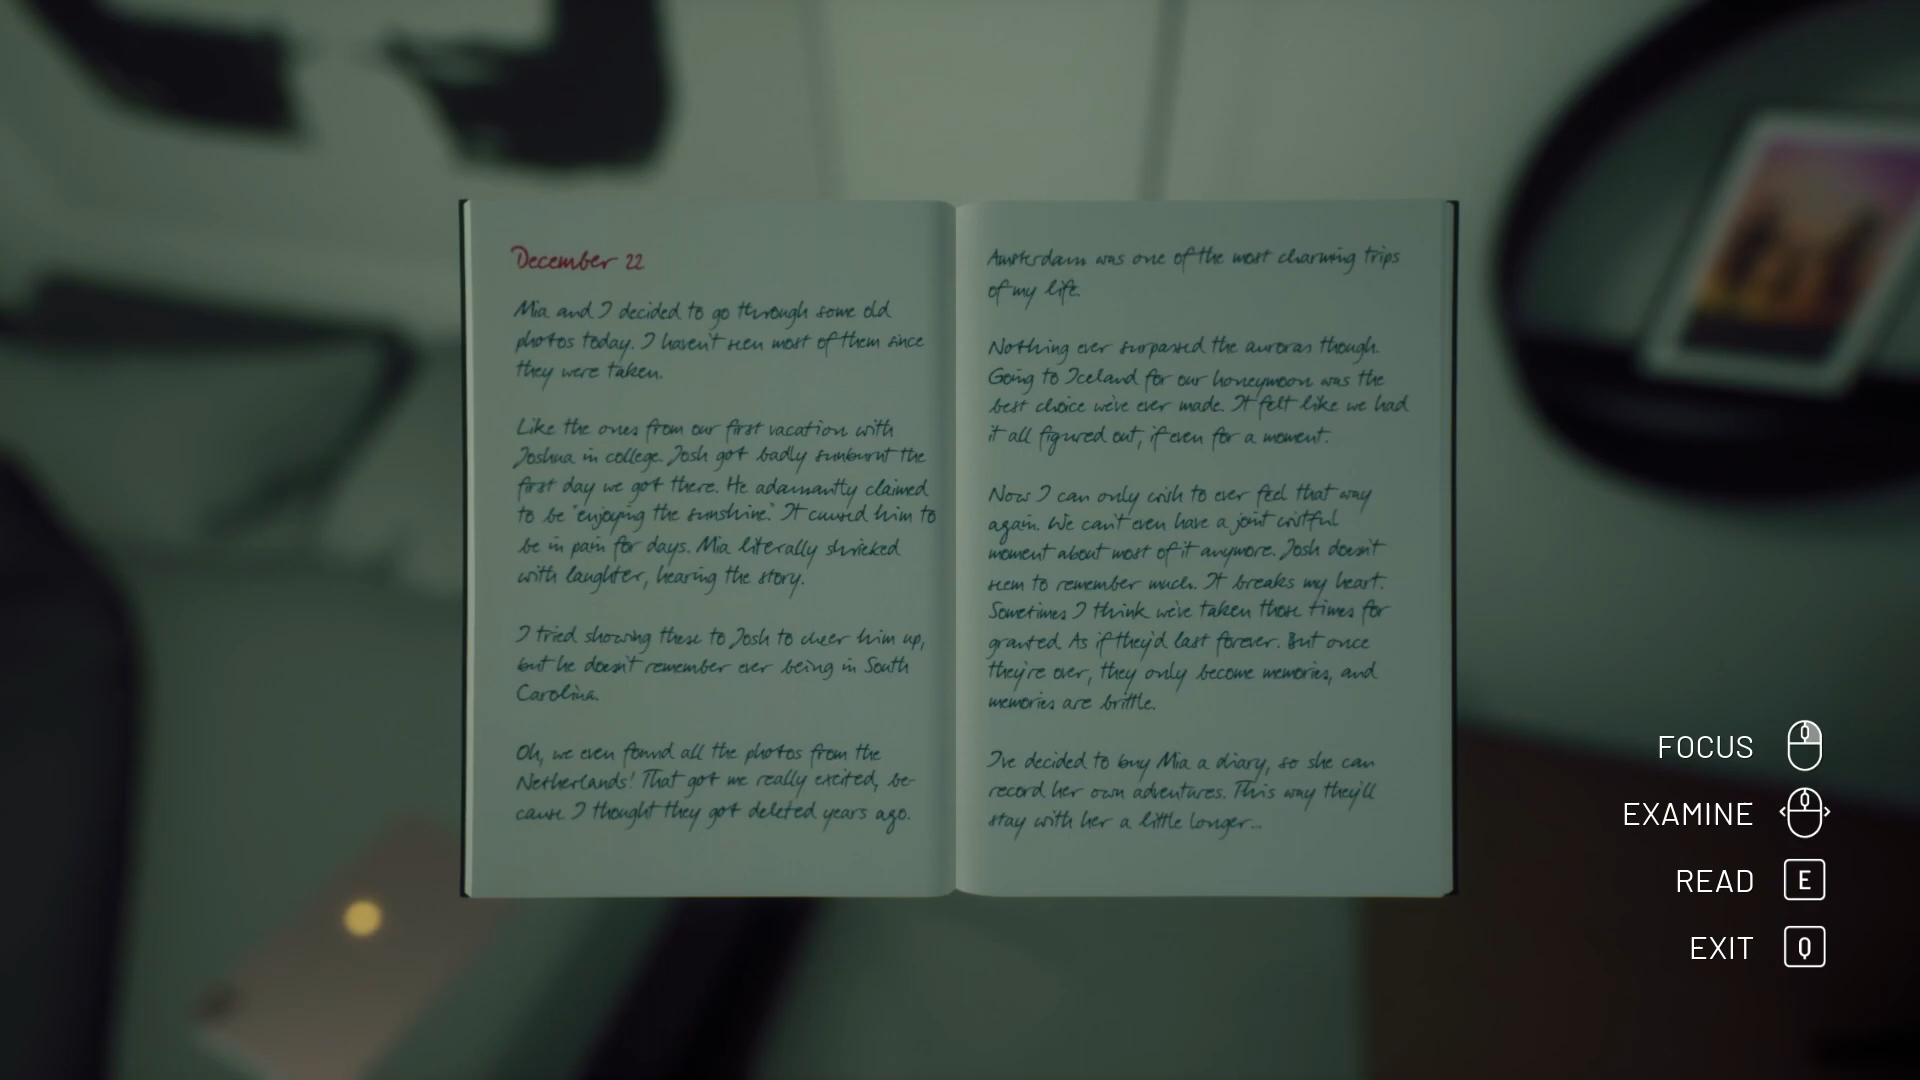 December 22
Mia and I decided to go through some old
photos today. I haven't seen most of them since
they were taken.
Like the ones from our first vacation with
Joshua in college. Josh got badly sunburnt the
first day we got there. He adamantly claimed
to be "enjoying the sunshine." It caused him to
be in pain for days. Mia literally shrieked
with laughter, hearing the story.
I tried showing these to Josh to cheer him up,
but he doesn't remember ever being in South
Carolina.
Oh, we even found all the photos from the
Netherlands! That got me really excited, be-
cause I thought they got deleted years ago.
Amsterdam was one of the most charming trips
of my life.
Nothing ever surpassed the auroras though.
Going to Iceland for our honeymoon was the
best choice we've ever made. It felt like we had
it all figured out, if even for a moment.
Now I can only wish to ever feel that way
again. We can't even have a joint wistful
moment about most of it anymore. Josh doesn't
seem to remember much. It breaks my heart.
Sometimes I think we've taken those times for
granted. As if they'd last forever. But once
they're over, they only become memories, and
memories are brittle.
I've decided to buy Mia a diary, so she can
record her own adventures. This way they'll
stay with her a little longer...
FOCUS
EXAMINE
READ E
EXIT Q